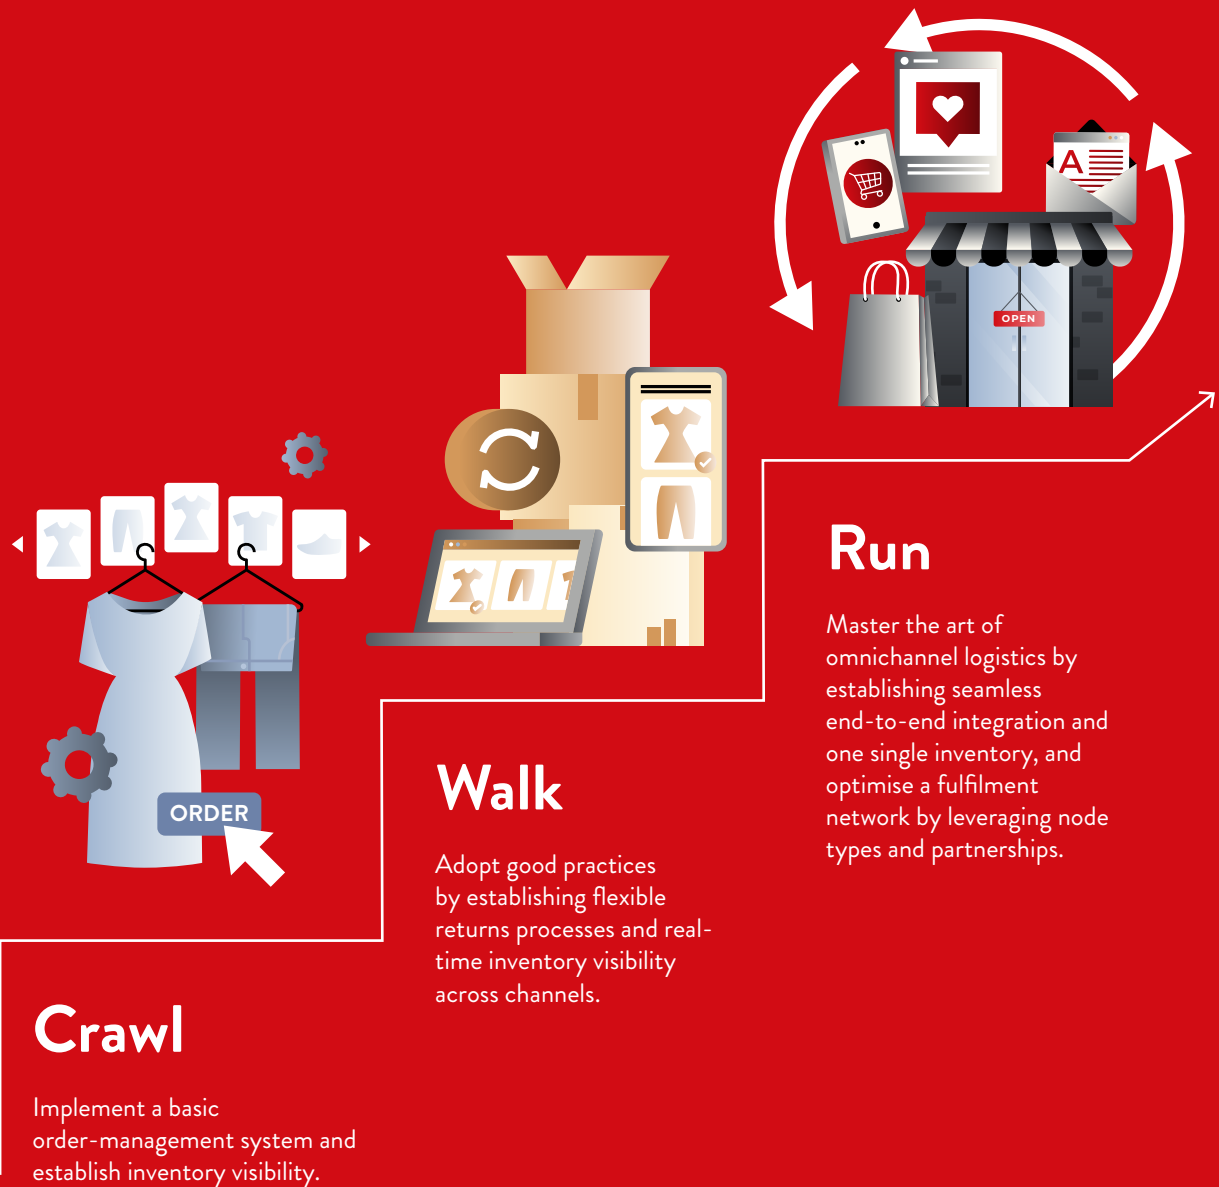 A
OPEN
ORDER
Run
Master the art of
omnichannel logistics by
establishing seamless
end-to-end integration and
one single inventory, and
optimise a fulfilment
network by leveraging node
types and partnerships.
Walk
Adopt good practices
by establishing flexible
returns processes and real-
time inventory visibility
across channels.
Crawl
Implement a basic
order-management system and
establish inventory visibility.